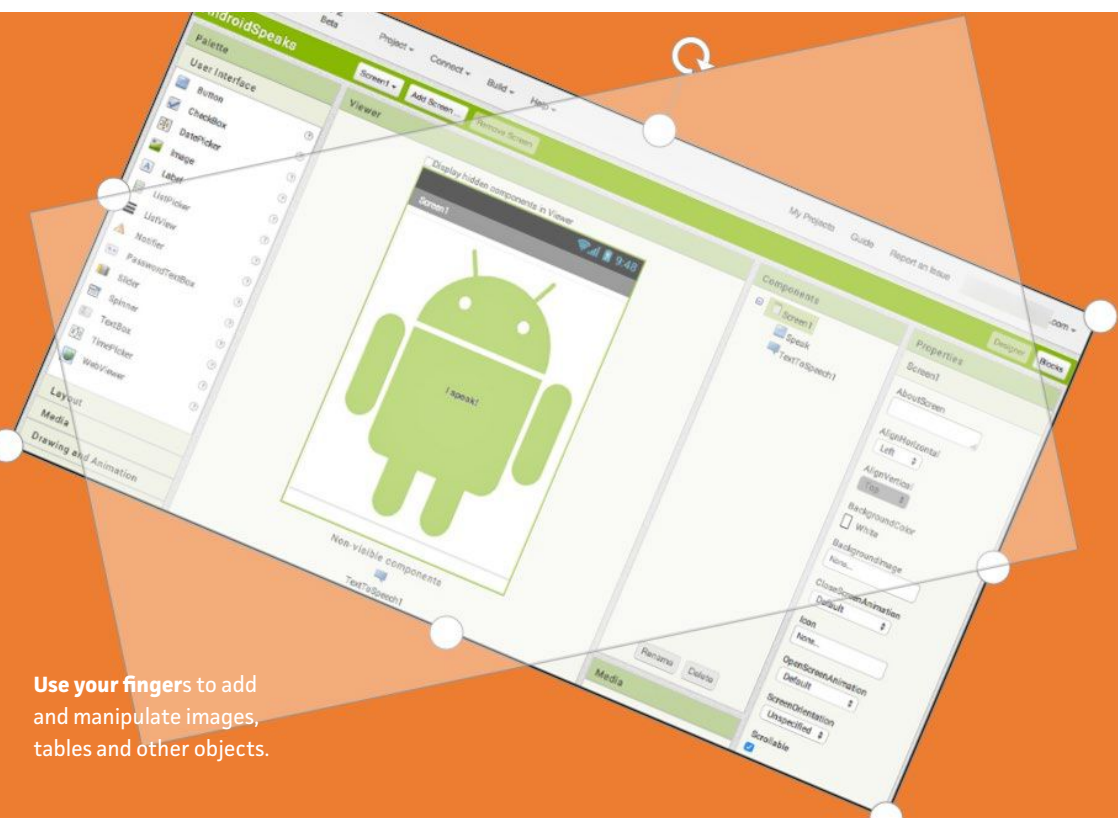 AndroidSpeaks
2
Beta
Project
Connect
Build
Help
My Projects
Guide
Report an Issue
.com
Screen1
Add Screen ...
Remove Screen
Designer
Blocks
Palette
User Interface
Button
CheckBox
DatePicker
Image
Label
ListPicker
ListView
Notifier
PasswordTextBox
Slider
Spinner
TextBox
TimePicker
WebViewer
Layout
Media
Drawing and Animation
Viewer
Display hidden components in Viewer
9:48
Screen1
I speak!
Non-visible components
TextToSpeech1
Components
Screen1
Speak
TextToSpeech1
Rename
Delete
Media
Properties
Screen1
AboutScreen
AlignHorizontal
Left
AlignVertical
Top
BackgroundColor
White
BackgroundImage
None...
CloseScreenAnimation
Default
Icon
None...
OpenScreenAnimation
Default
ScreenOrientation
Unspecified
Scrollable
Use your fingers to add
and manipulate images,
tables and other objects.